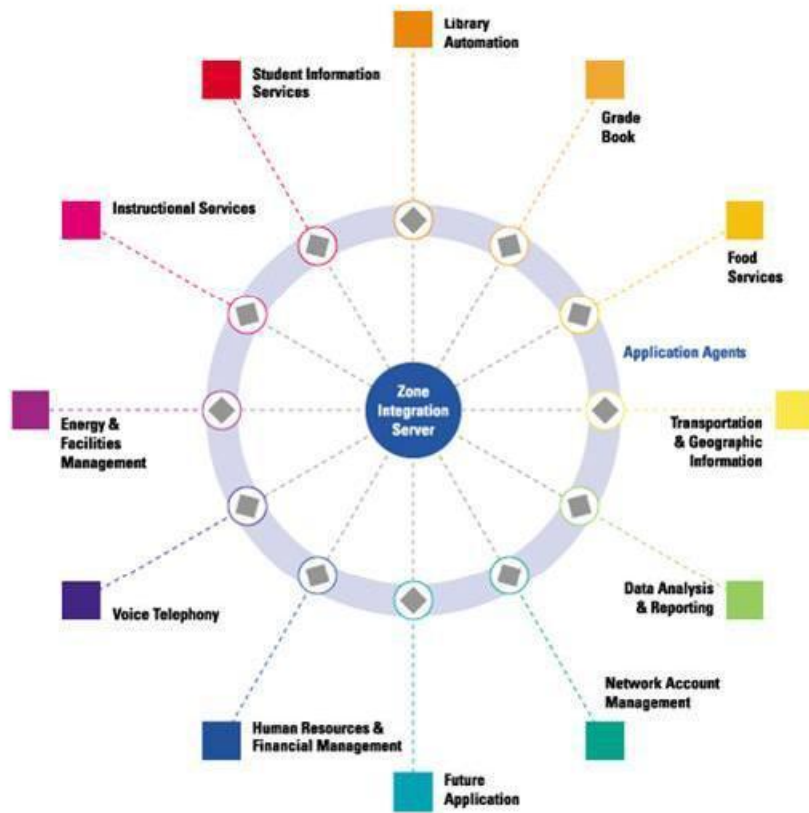 Library
Automation
Student Information
Services
Grade
Book
Instructional Services
Food
Services
Application Agents
Zone
Integration
Server
Energy &
Facilities
Management
Transportation
& Geographic
Information
Data Analysis
& Reporting
Voice Telephony
Network Account
Management
Human Resources &
Financial Management
Future
Application